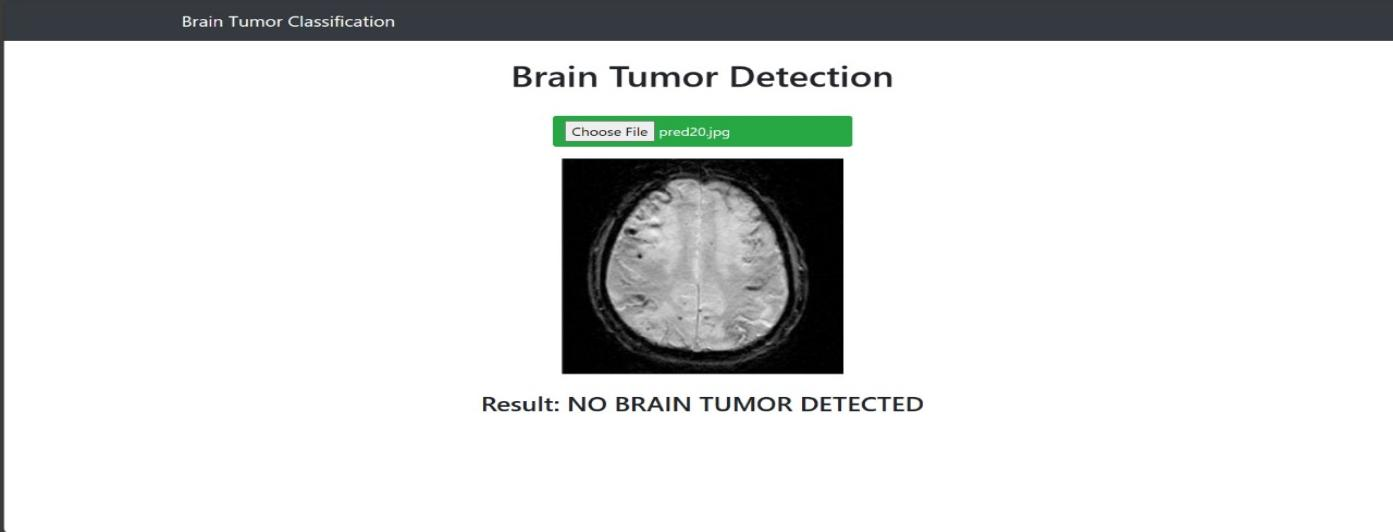 Brain Tumor Classification
Brain Tumor Detection
Choose File pred20.jpg
Result: NO BRAIN TUMOR DETECTED